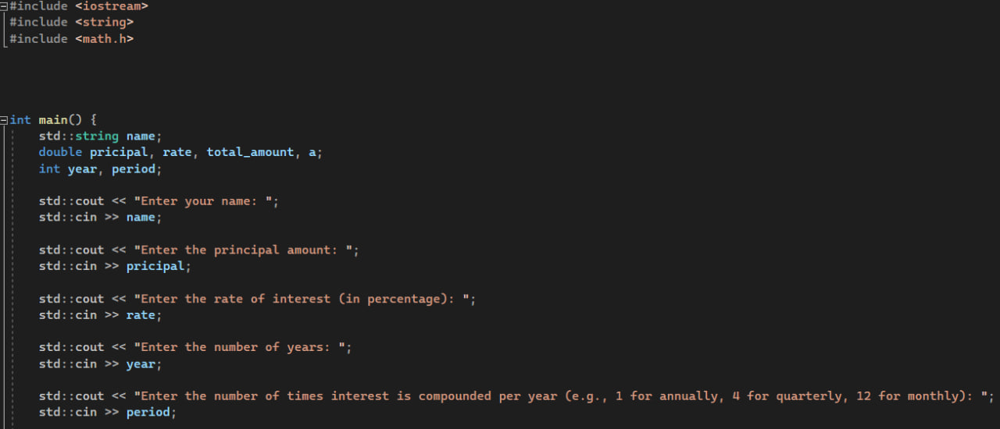 #include <iostream>
#include <string>
#include <math.h>
int main() {
std::string name;
double pricipal, rate, total_amount, a;
int year, period;
std::cout << "Enter your name: ";
std::cin >> name;
std::cout << "Enter the principal amount: ";
std::cin >> pricipal;
std::cout << "Enter the rate of interest (in percentage): ";
std::cin >> rate;
std::cout << "Enter the number of years: ";
std::cin >> year;
std::cout << "Enter the number of times interest is compounded per year (e.g., 1 for annually, 4 for quarterly, 12 for monthly): ";
std::cin >> period;